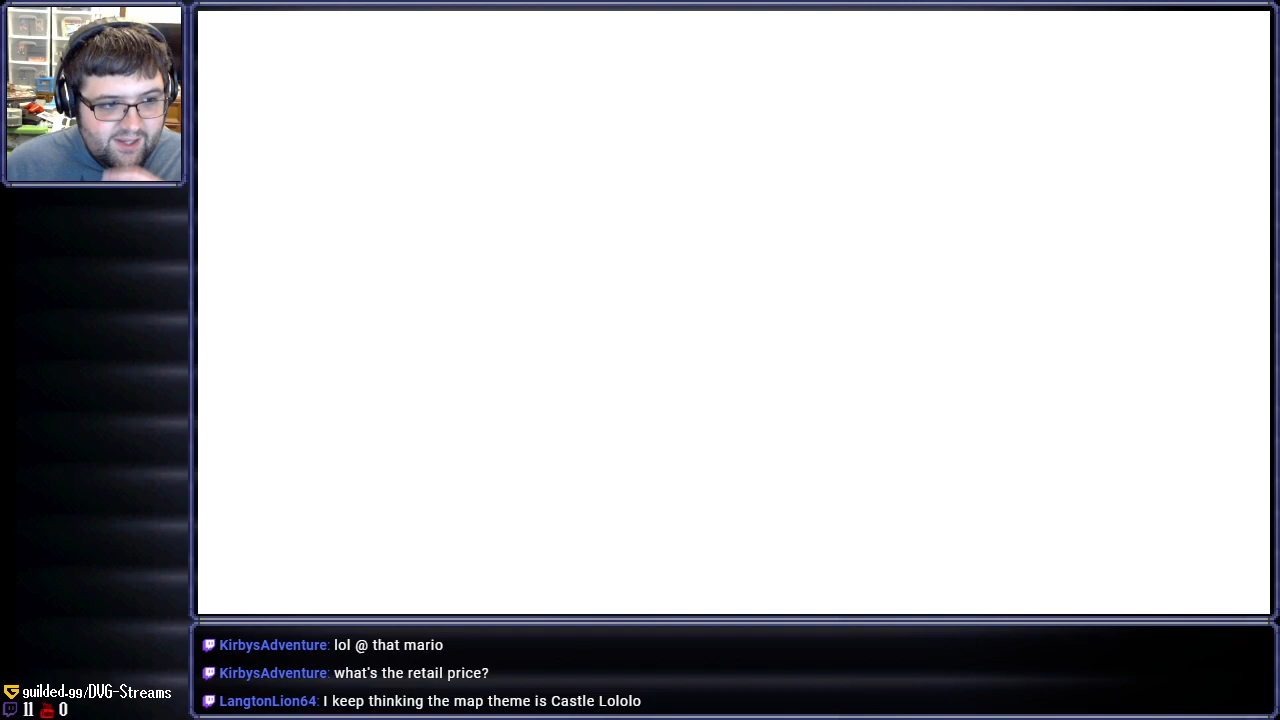 KirbysAdventure: lol @ that mario
KirbysAdventure: what's the retail price?
LangtonLion64: I keep thinking the map theme is Castle Lololo
guilded.gg/DVG-Streams
11 0